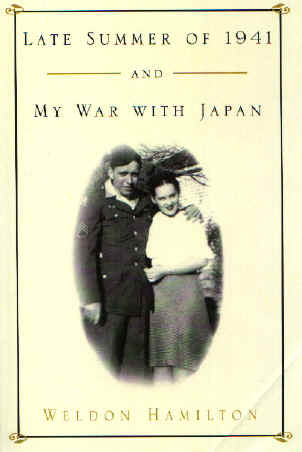 LATE SUMMER OF 1941
AND
MY WAR WITH JAPAN
WELDON HAMILTON